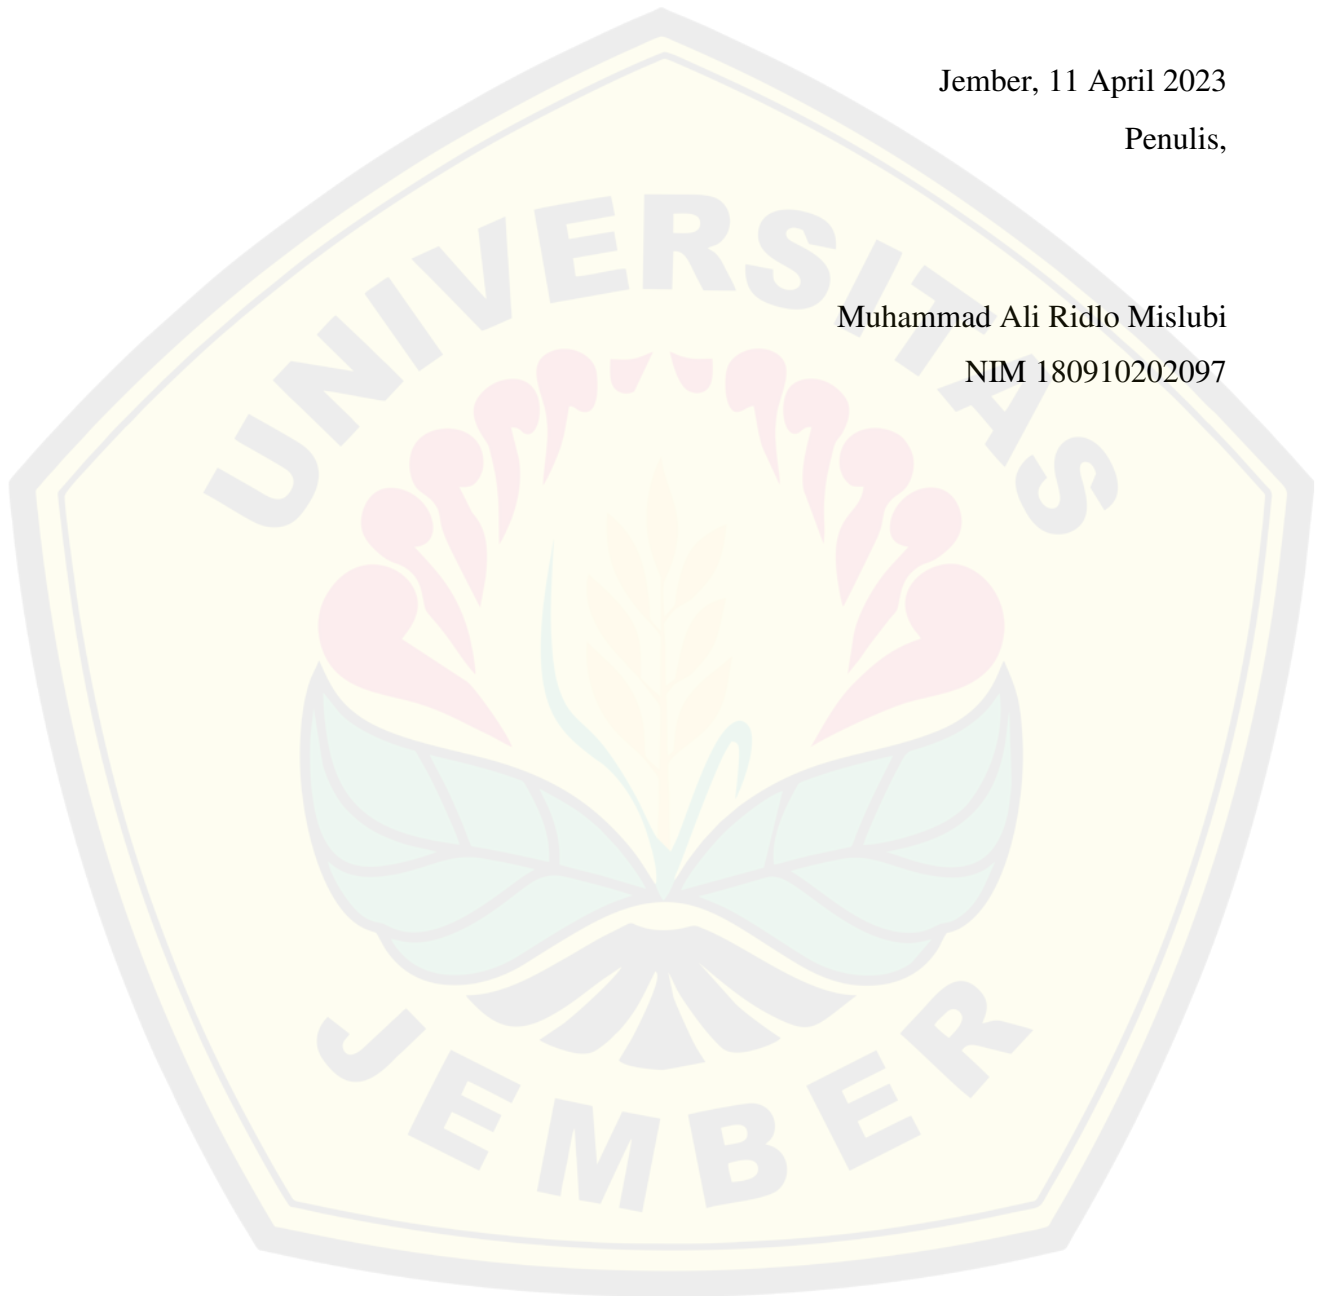 Jember, 11 April 2023
Penulis,
UNIVERSITAS
Muhammad Ali Ridlo Mislubi
NIM 180910202097
JEMBER